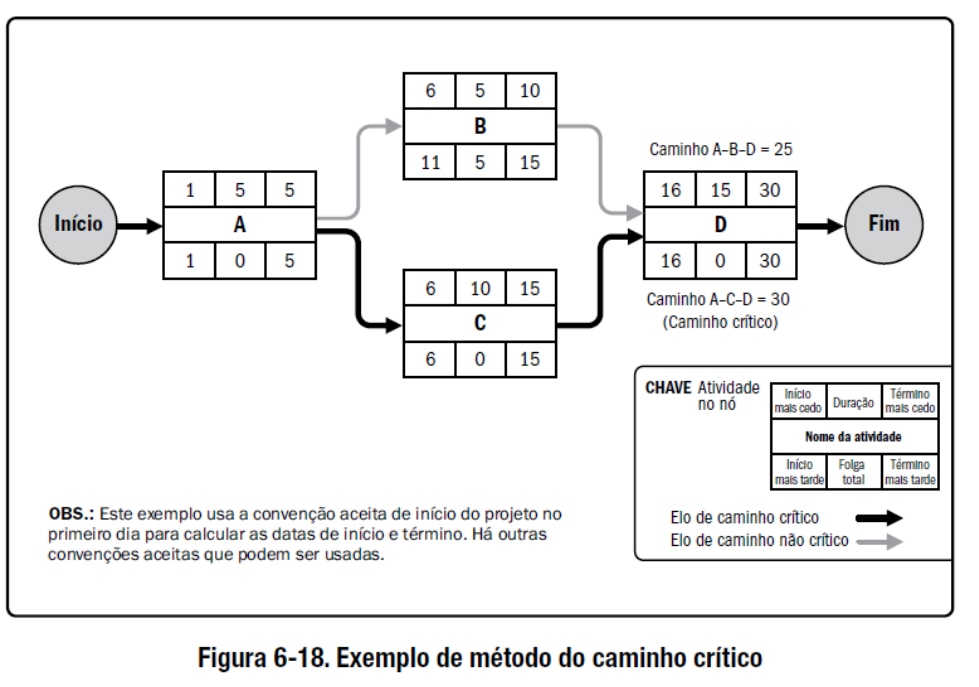 6 5 10
B
11 5 15
Caminho A-B-D = 25
Início
1 5 5
A
1 0 5
16 15 30
D
16 0 30
Fim
6 10 15
C
6 0 15
Caminho A-C-D = 30
(Caminho crítico)
CHAVE Atividade
no nó
Início
mais cedo
Duração
Término
mais cedo
Nome da atividade
Início
mais tarde
Folga
total
Término
mais tarde
Elo de caminho crítico
Elo de caminho não crítico
OBS.: Este exemplo usa a convenção aceita de início do projeto no
primeiro dia para calcular as datas de início e término. Há outras
convenções aceitas que podem ser usadas.
Figura 6-18. Exemplo de método do caminho crítico